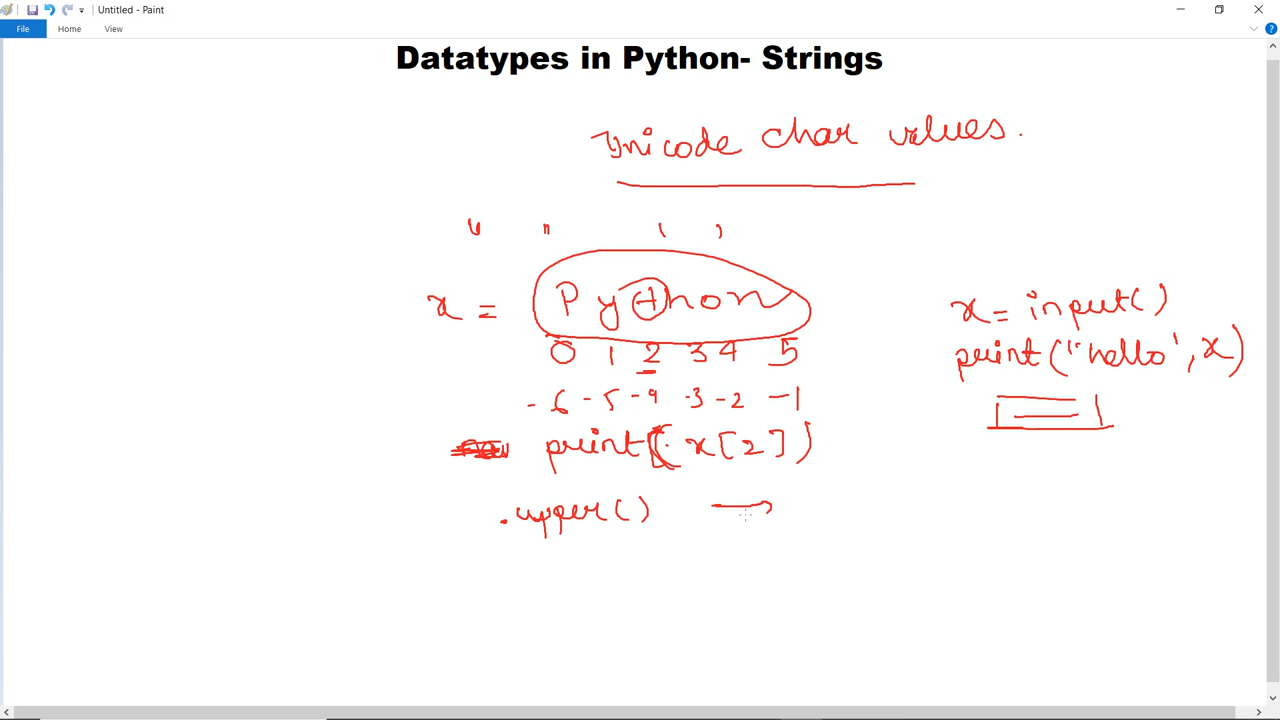 Untitled - Paint
File Home View
Datatypes in Python- Strings
Unicode char values.
" " ' '
x = Python
0 1 2 3 4 5
-6 -5 -4 -3 -2 -1
print(x[2])
.upper() →
x = input()
print("hello", x)